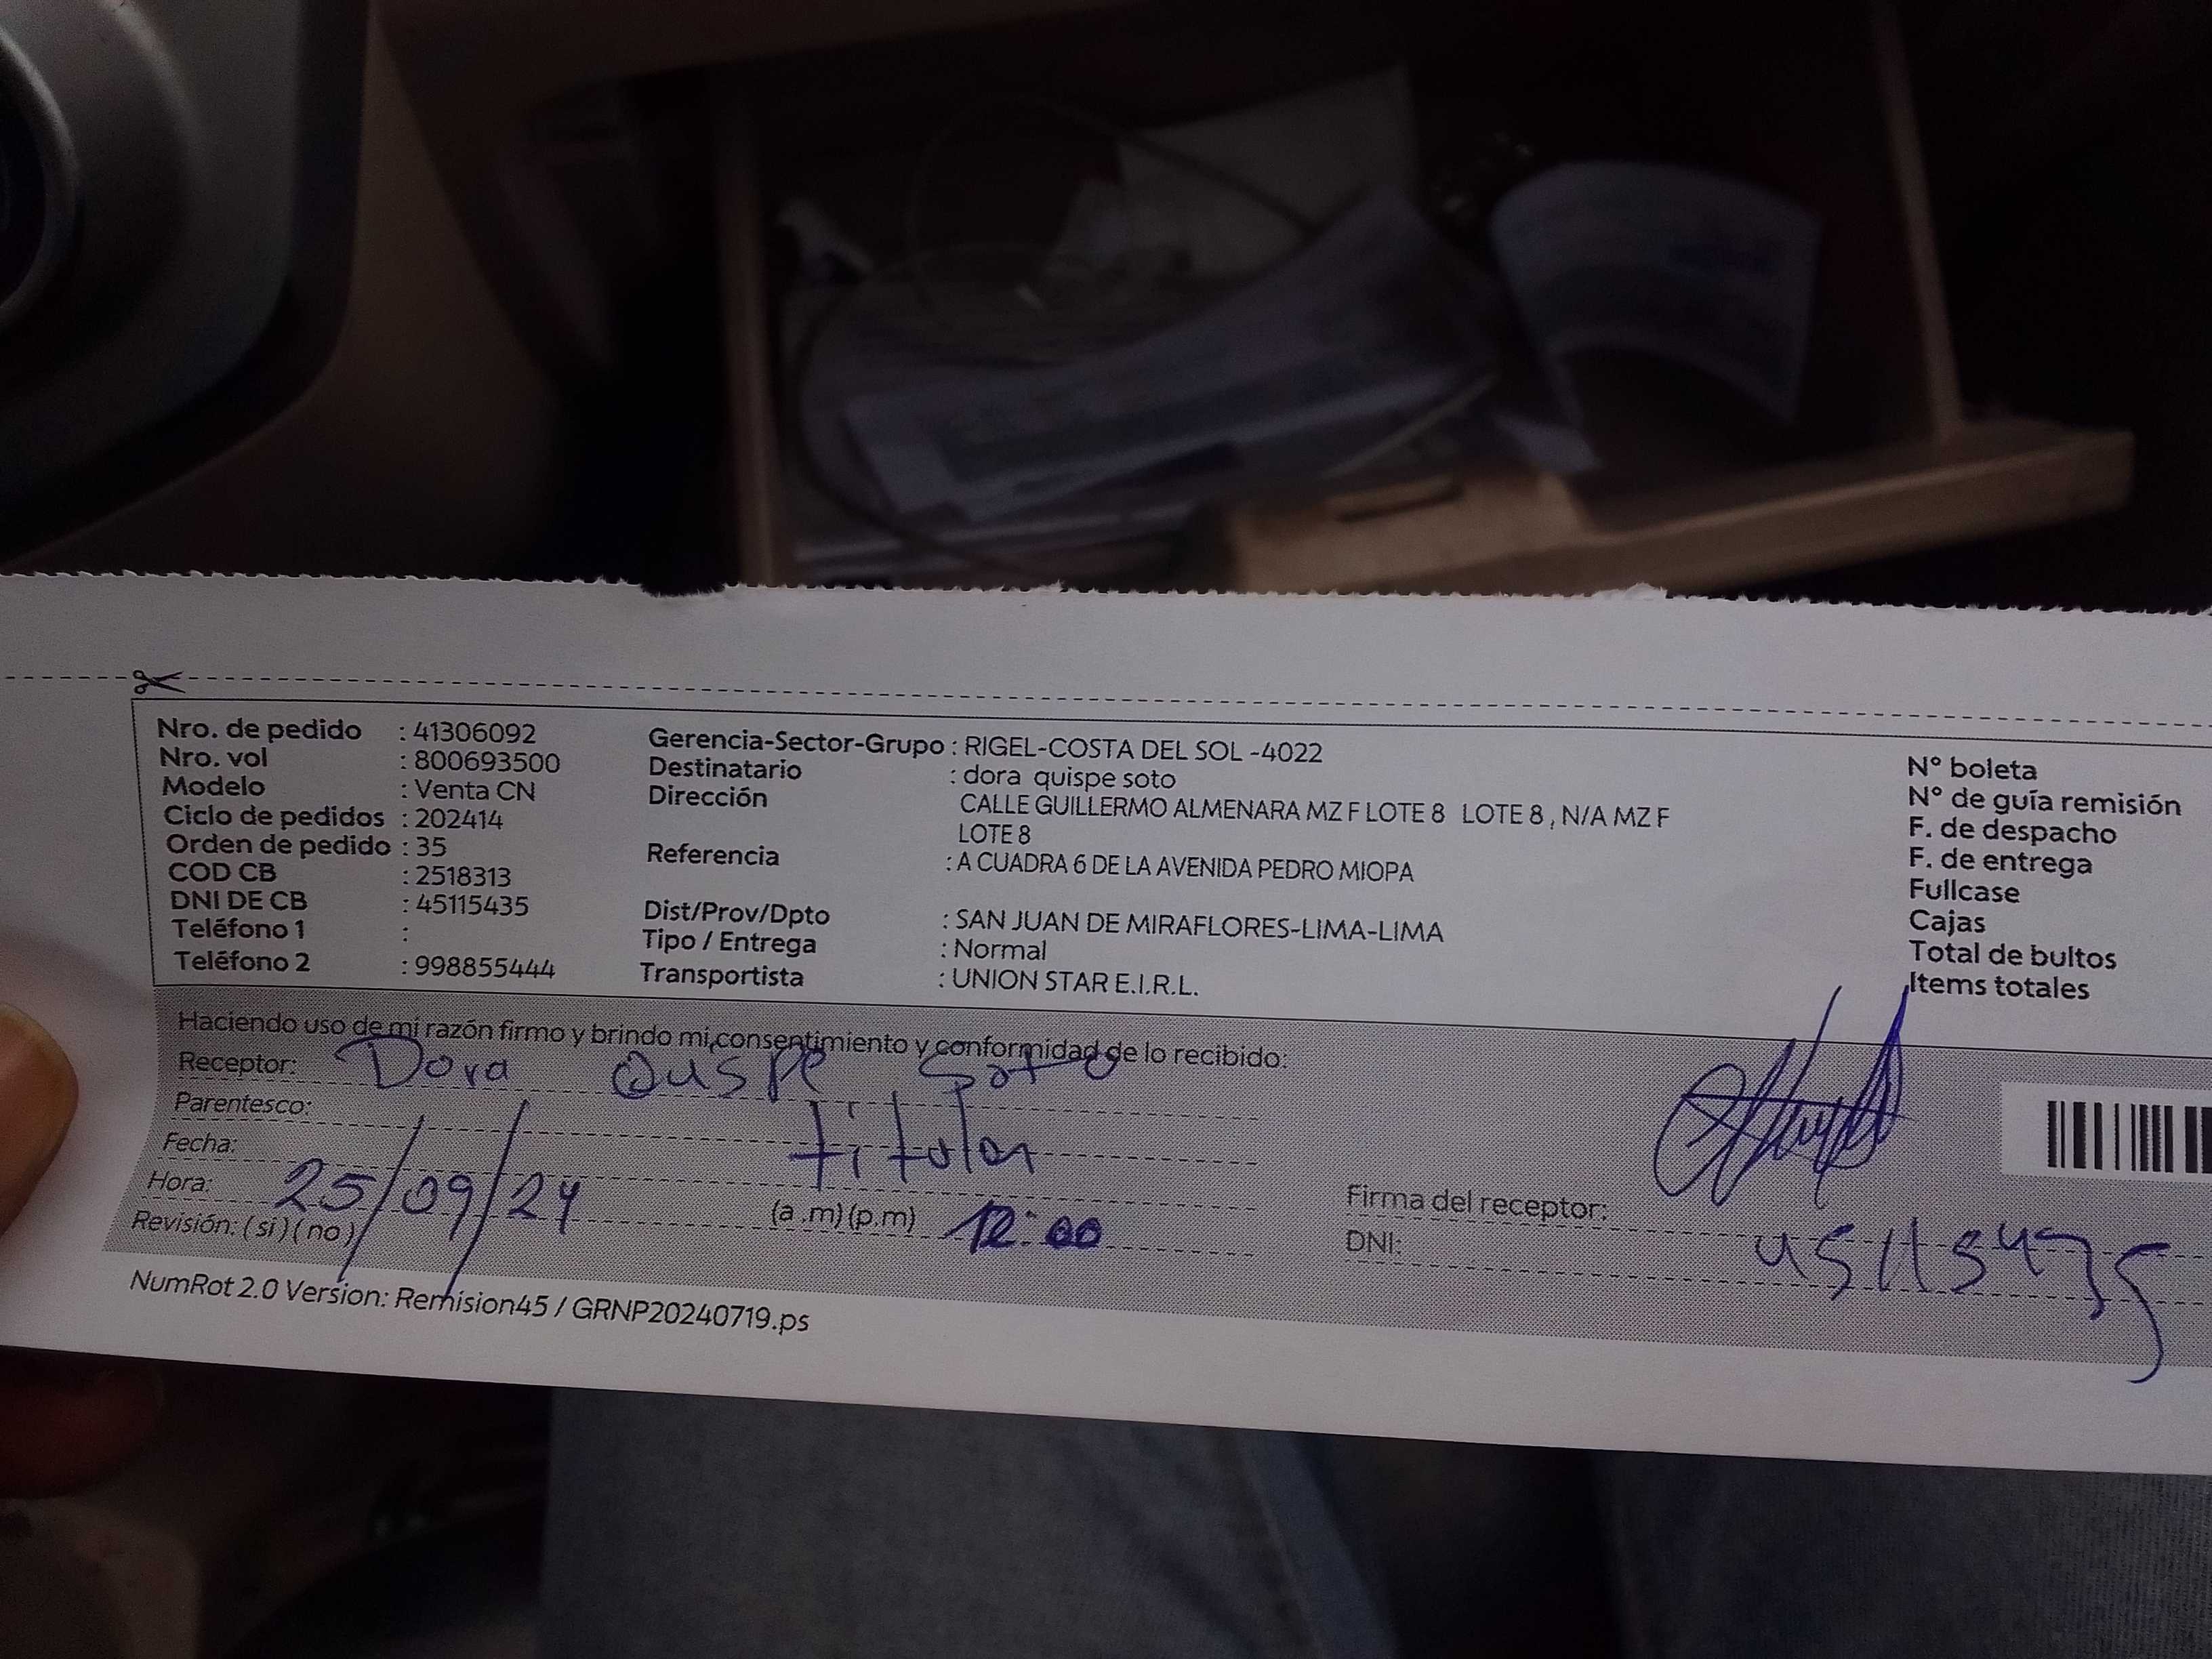 Nro. de pedido : 41306092
Nro. vol : 800693500
Modelo : Venta CN
Ciclo de pedidos : 202414
Orden de pedido : 35
COD CB : 2518313
DNI DE CB : 45115435
Teléfono 1 :
Teléfono 2 : 998855444
Gerencia-Sector-Grupo : RIGEL-COSTA DEL SOL -4022
Destinatario : dora quispe soto
Dirección CALLE GUILLERMO ALMENARA MZ F LOTE 8 LOTE 8 , N/A MZ F
LOTE 8
Referencia : A CUADRA 6 DE LA AVENIDA PEDRO MIOPA
Dist/Prov/Dpto : SAN JUAN DE MIRAFLORES-LIMA-LIMA
Tipo / Entrega : Normal
Transportista : UNION STAR E.I.R.L.
N° boleta
N° de guía remisión
F. de despacho
F. de entrega
Fullcase
Cajas
Total de bultos
Items totales
Haciendo uso de mi razón firmo y brindo mi consentimiento y conformidad de lo recibido:
Receptor: Dora Quspe Soto
Parentesco: titular
Fecha: 25/09/24
Hora: (a .m) (p.m) 12:00
Revisión: ( si ) ( no )
Firma del receptor:
DNI: 45115435
NumRot 2.0 Version: Remision45 / GRNP20240719.ps